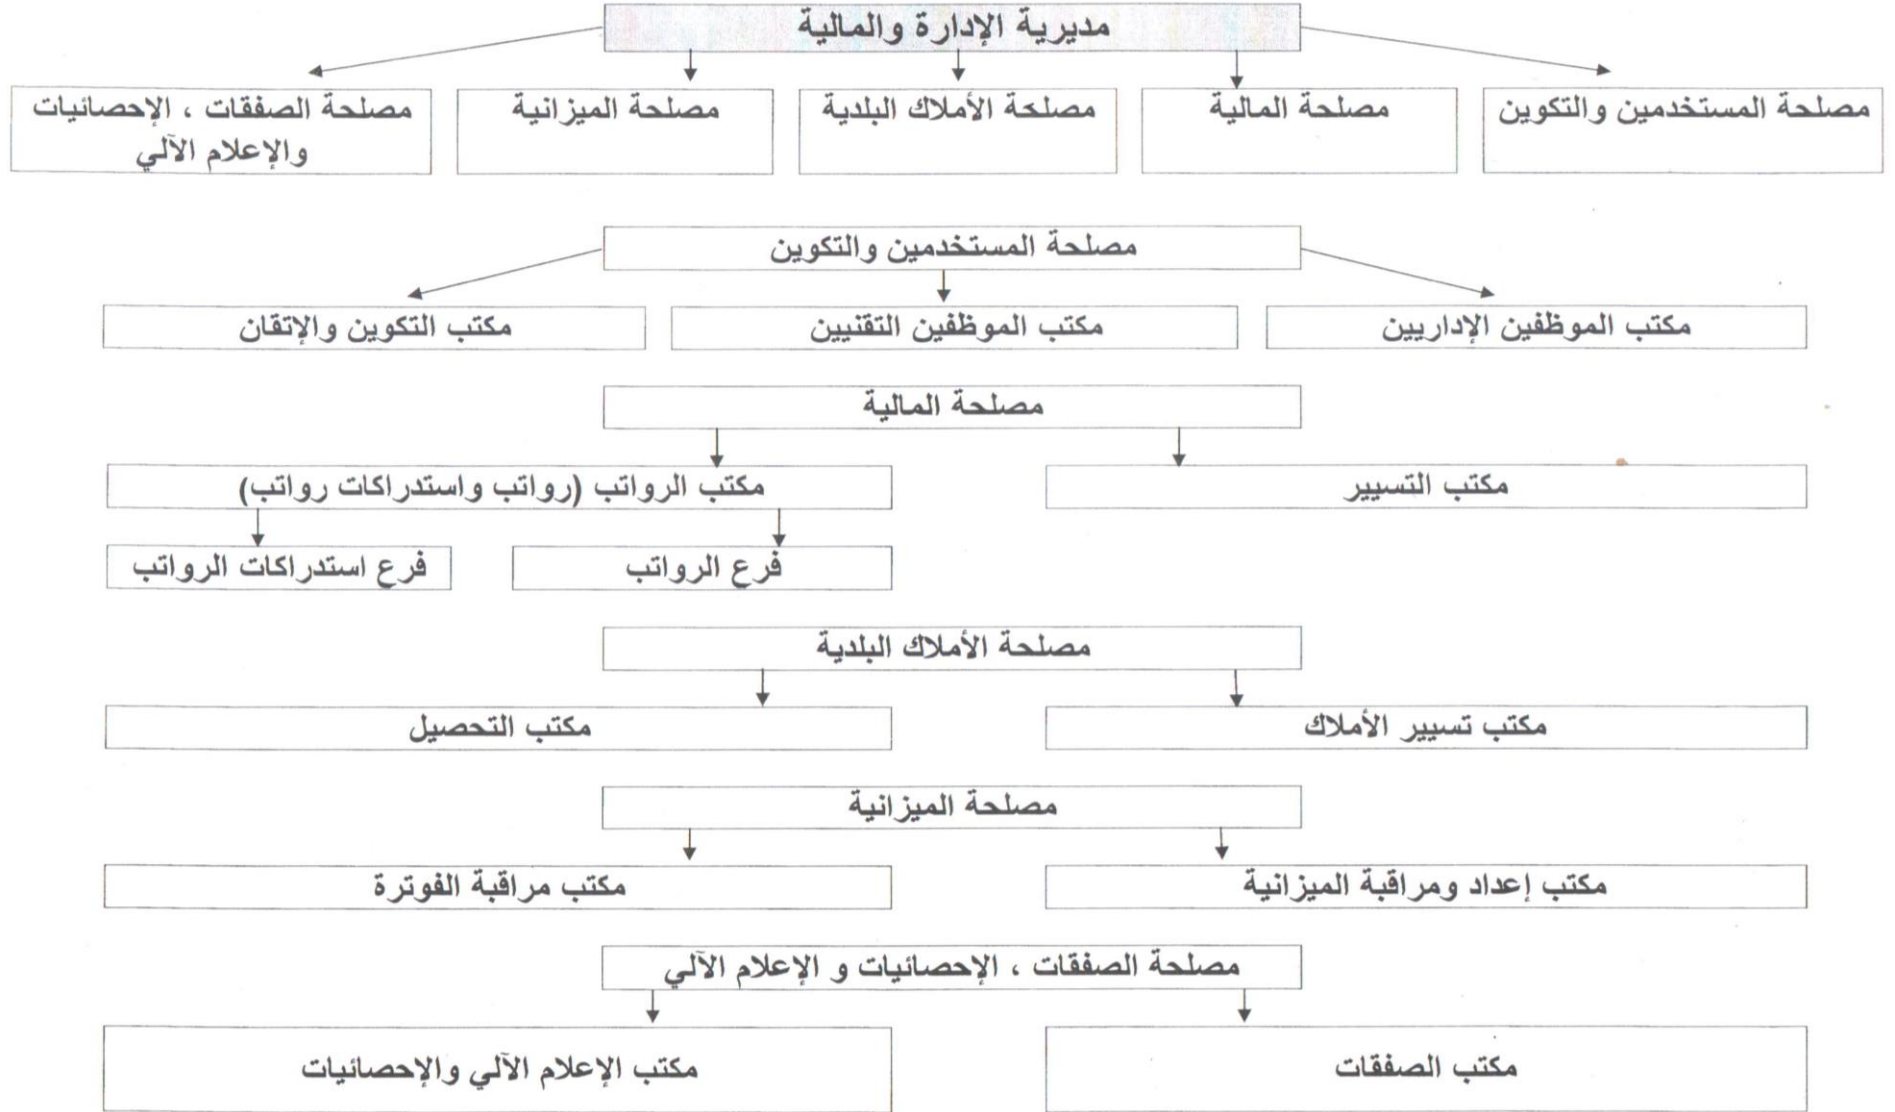 مديرية الإدارة والمالية
مصلحة المستخدمين والتكوين
مصلحة المالية
مصلحة الأملاك البلدية
مصلحة الميزانية
مصلحة الصفقات ، الإحصائيات
والإعلام الآلي
مصلحة المستخدمين والتكوين
مكتب الموظفين الإداريين
مكتب الموظفين التقنيين
مكتب التكوين والإتقان
مصلحة المالية
مكتب التسيير
مكتب الرواتب (رواتب واستدراكات رواتب)
فرع الرواتب
فرع استدراكات الرواتب
مصلحة الأملاك البلدية
مكتب تسيير الأملاك
مكتب التحصيل
مصلحة الميزانية
مكتب إعداد ومراقبة الميزانية
مكتب مراقبة الفوترة
مصلحة الصفقات ، الإحصائيات و الإعلام الآلي
مكتب الصفقات
مكتب الإعلام الآلي والإحصائيات